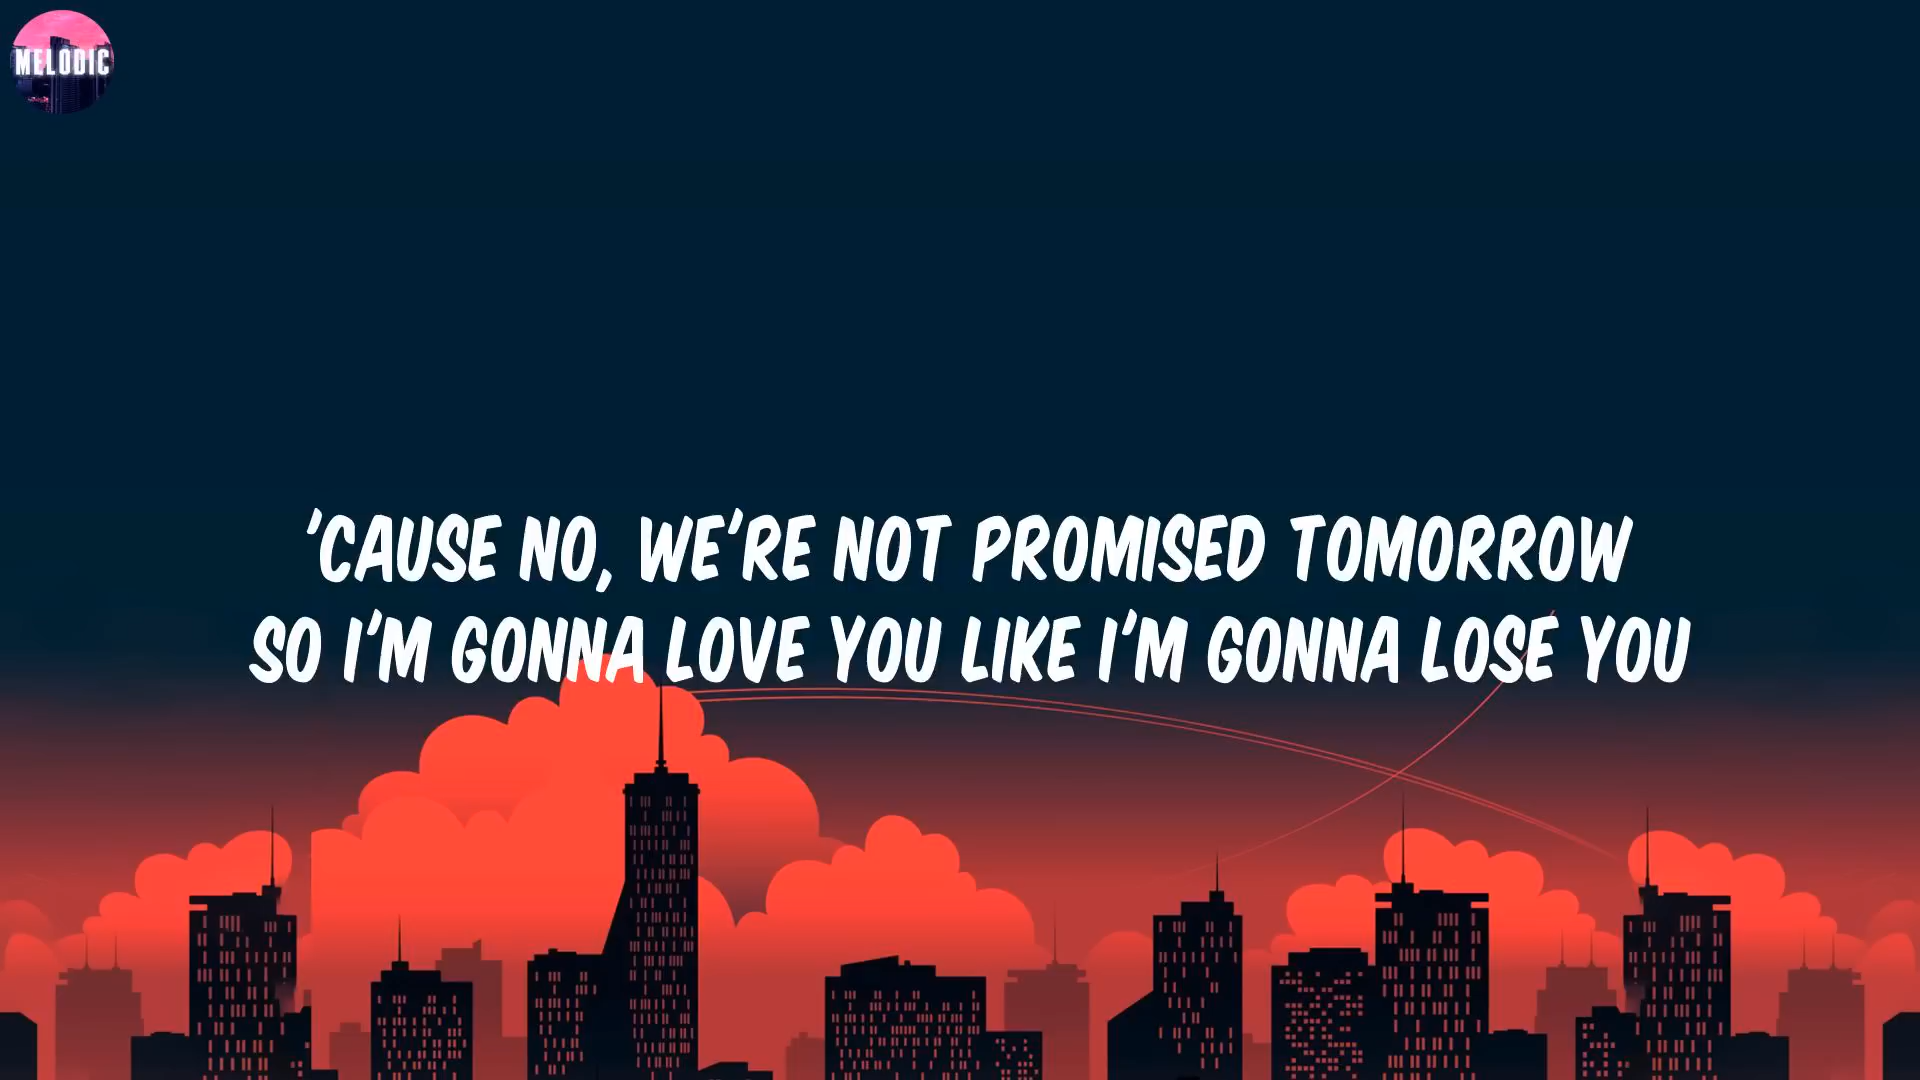 MELODIC
'CAUSE NO, WE'RE NOT PROMISED TOMORROW
SO I'M GONNA LOVE YOU LIKE I'M GONNA LOSE YOU